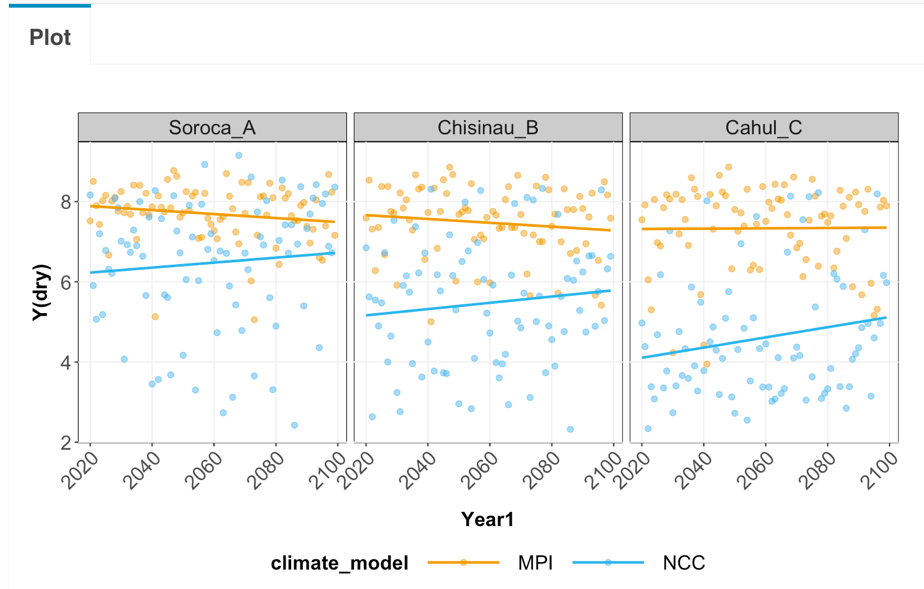 Plot
Soroca_A Chisinau_B Cahul_C
8
6
4
2
Y(dry)
2020 2040 2060 2080 2100 2020 2040 2060 2080 2100 2020 2040 2060 2080 2100
Year1
climate_model MPI NCC